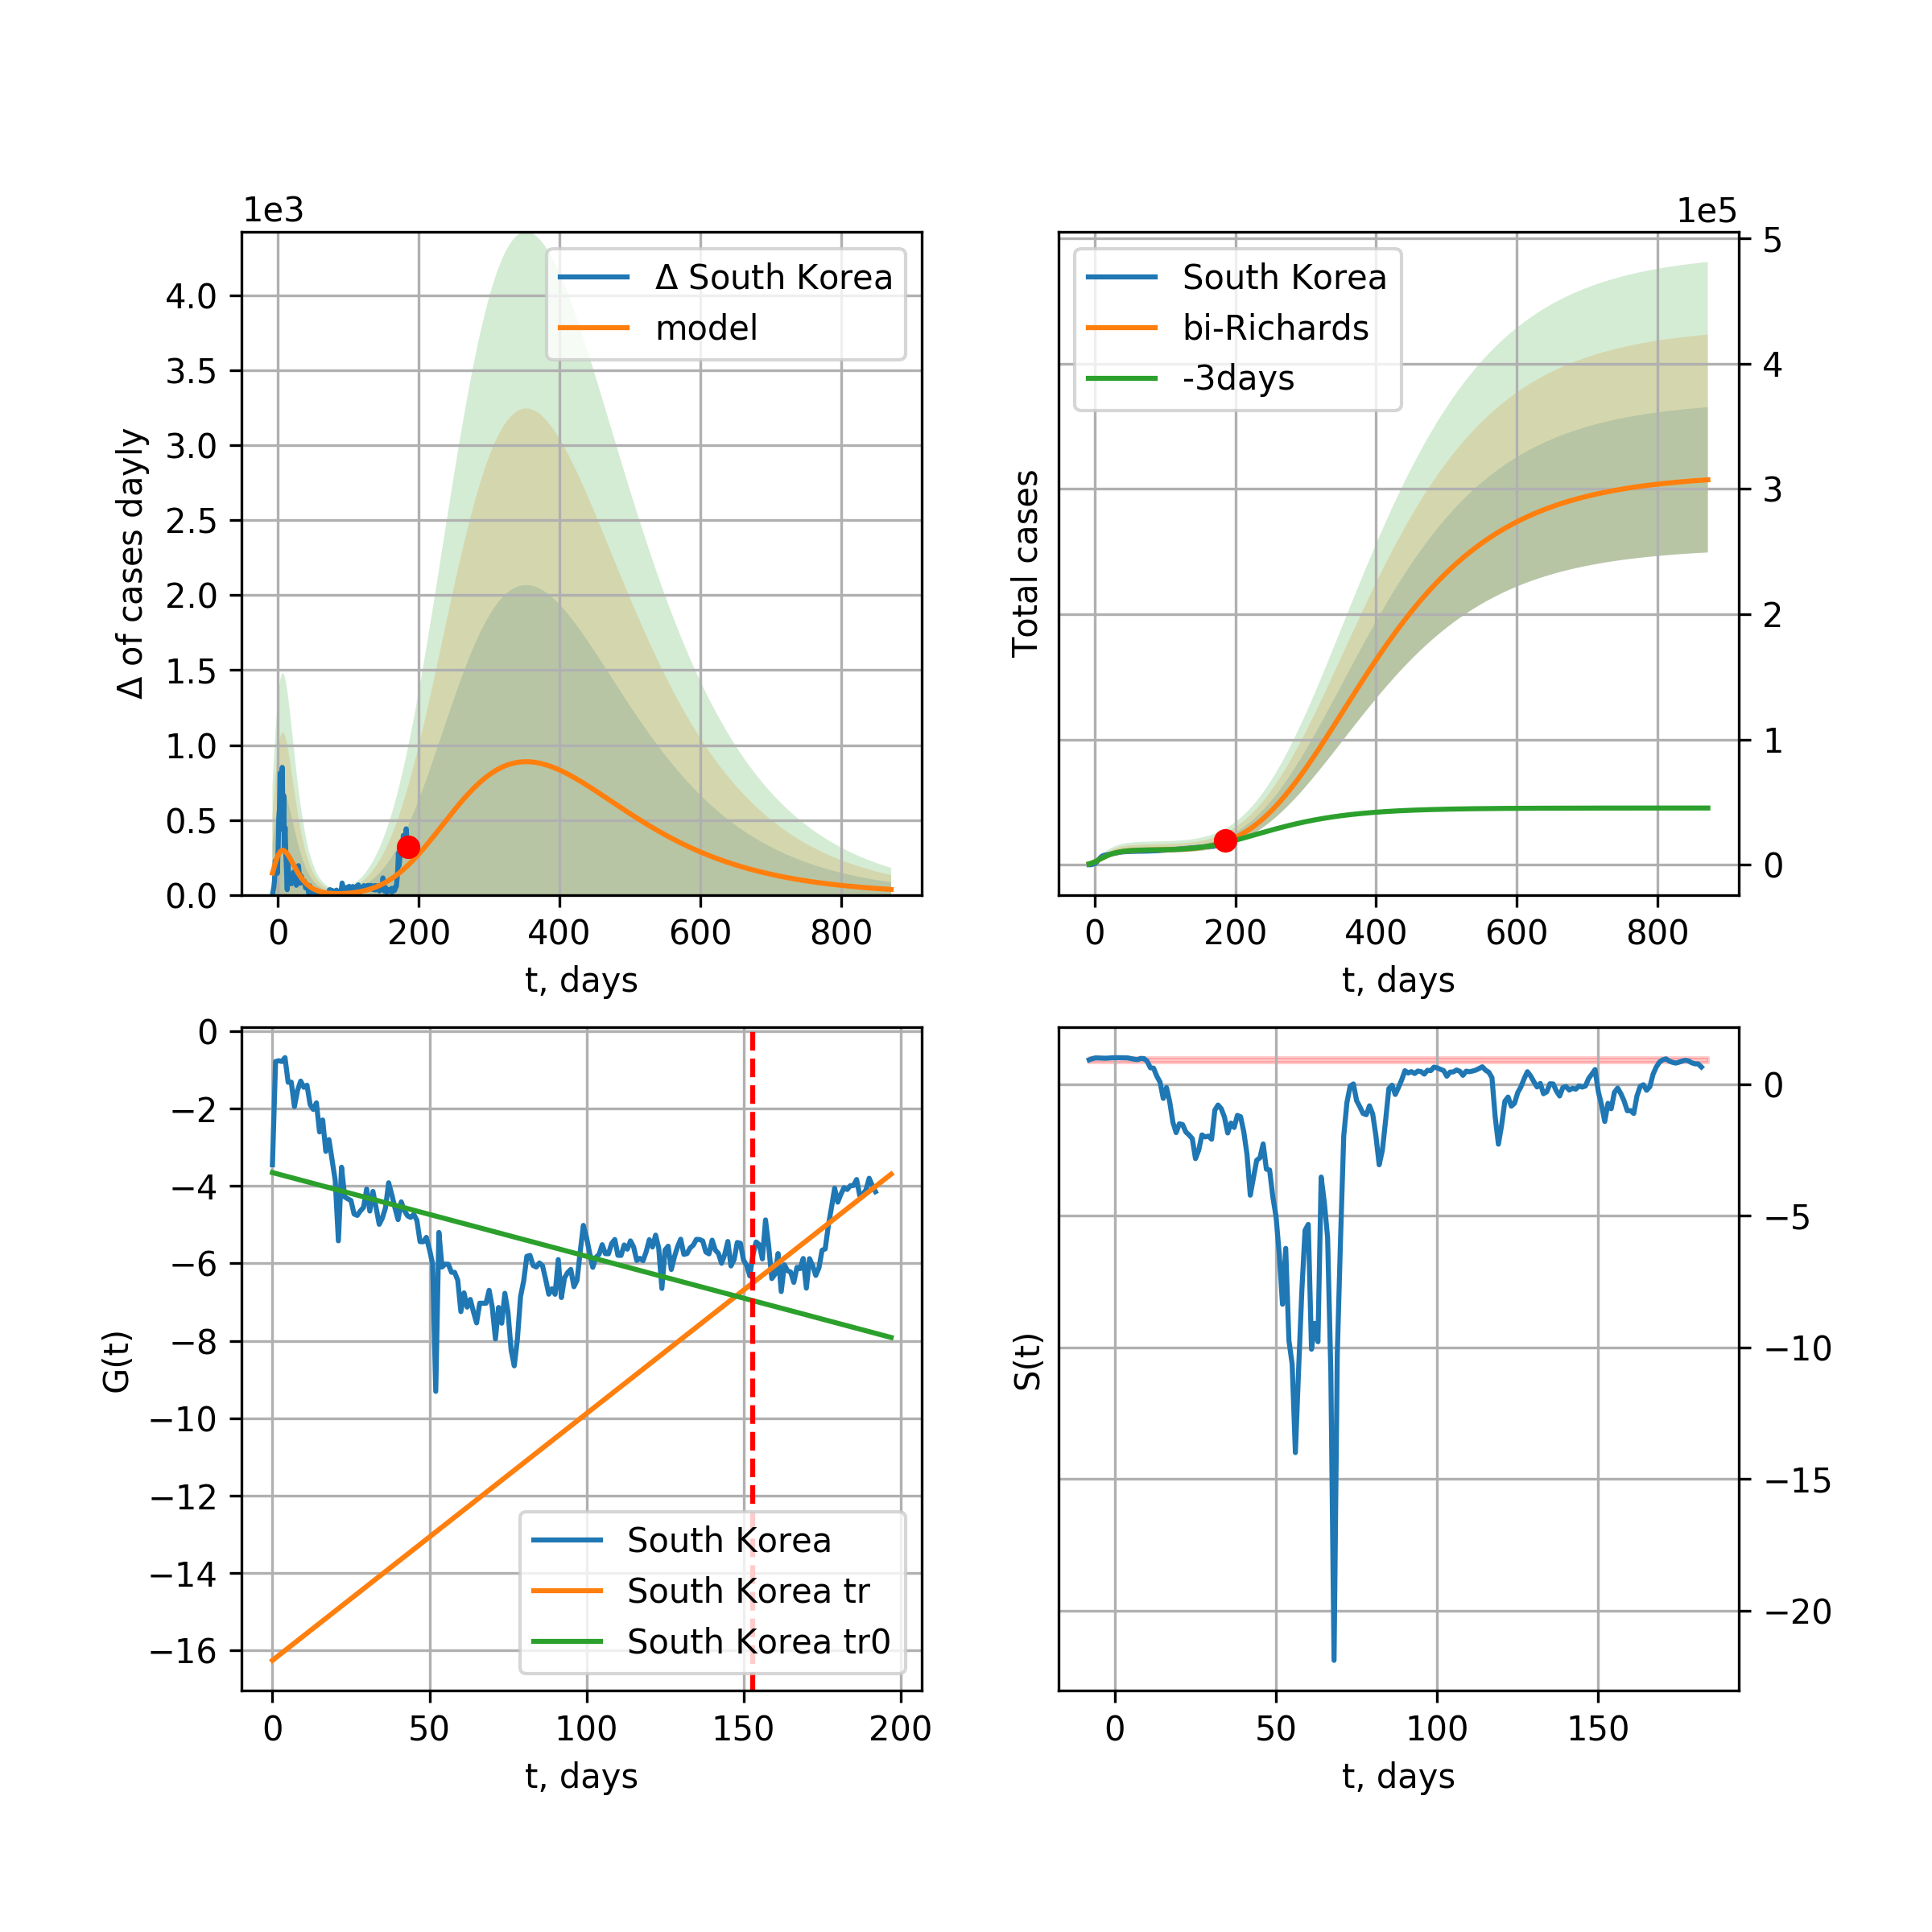 1e3
Δ of cases dayly
4.0
3.5
3.0
2.5
2.0
1.5
1.0
0.5
0.0
Δ South Korea
model
0 200 400 600 800
t, days
1e5
Total cases
South Korea
bi-Richards
-3days
5
4
3
2
1
0
0 200 400 600 800
t, days
G(t)
0
−2
−4
−6
−8
−10
−12
−14
−16
South Korea
South Korea tr
South Korea tr0
0 50 100 150 200
t, days
S(t)
0
−5
−10
−15
−20
0 50 100 150
t, days